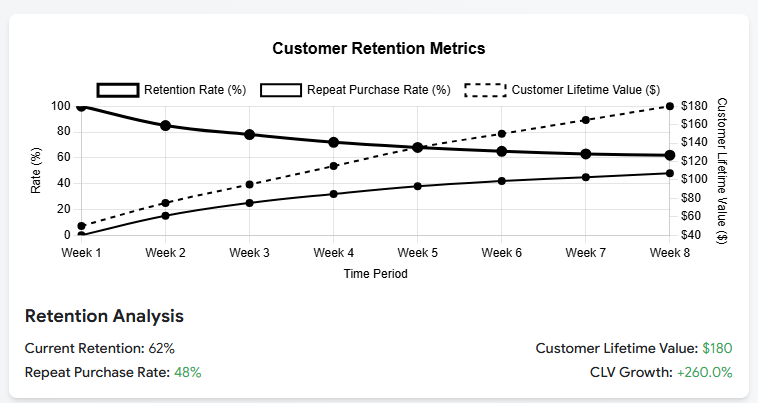 Customer Retention Metrics
Retention Rate (%) Repeat Purchase Rate (%) Customer Lifetime Value ($)
Rate (%)
100
80
60
40
20
0
$180
$160
$140
$120
$100
$80
$60
$40
Customer Lifetime Value ($)
Week 1 Week 2 Week 3 Week 4 Week 5 Week 6 Week 7 Week 8
Time Period
Retention Analysis
Current Retention: 62% Customer Lifetime Value: $180
Repeat Purchase Rate: 48% CLV Growth: +260.0%